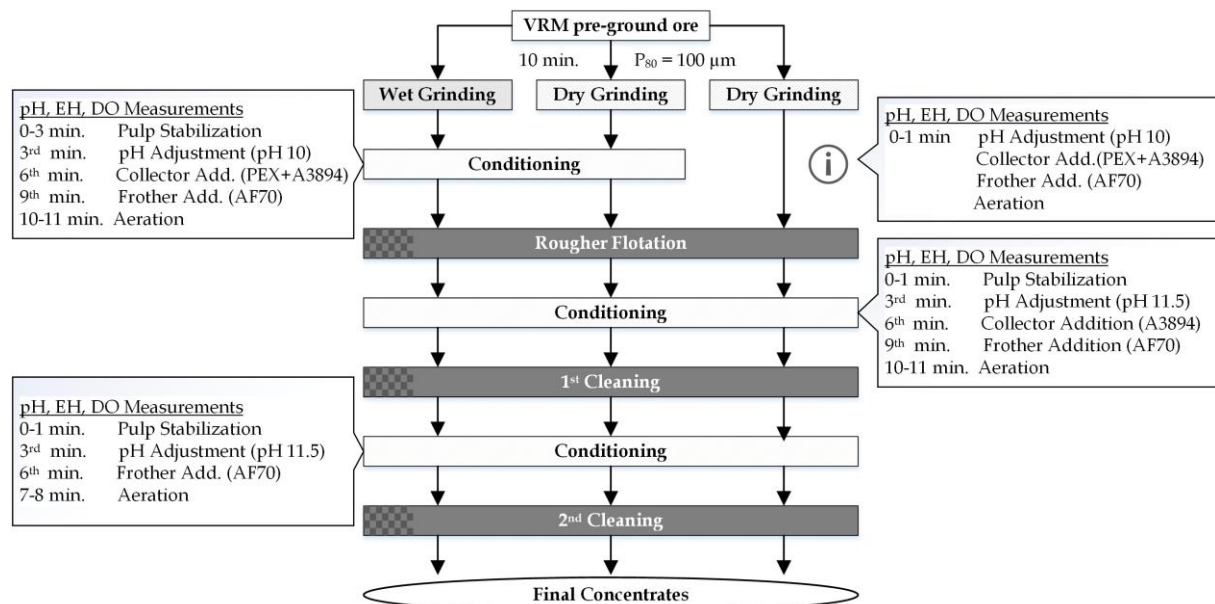 VRM pre-ground ore
10 min. P80 = 100 µm
Wet Grinding
Dry Grinding
Dry Grinding
pH, EH, DO Measurements
0-3 min. Pulp Stabilization
3rd min. pH Adjustment (pH 10)
6th min. Collector Add. (PEX+A3894)
9th min. Frother Add. (AF70)
10-11 min. Aeration
Conditioning
i
pH, EH, DO Measurements
0-1 min pH Adjustment (pH 10)
Collector Add.(PEX+A3894)
Frother Add. (AF70)
Aeration
Rougher Flotation
Conditioning
pH, EH, DO Measurements
0-1 min. Pulp Stabilization
3rd min. pH Adjustment (pH 11.5)
6th min. Collector Addition (A3894)
9th min. Frother Addition (AF70)
10-11 min. Aeration
1st Cleaning
pH, EH, DO Measurements
0-1 min. Pulp Stabilization
3rd min. pH Adjustment (pH 11.5)
6th min. Frother Add. (AF70)
7-8 min. Aeration
Conditioning
2nd Cleaning
Final Concentrates